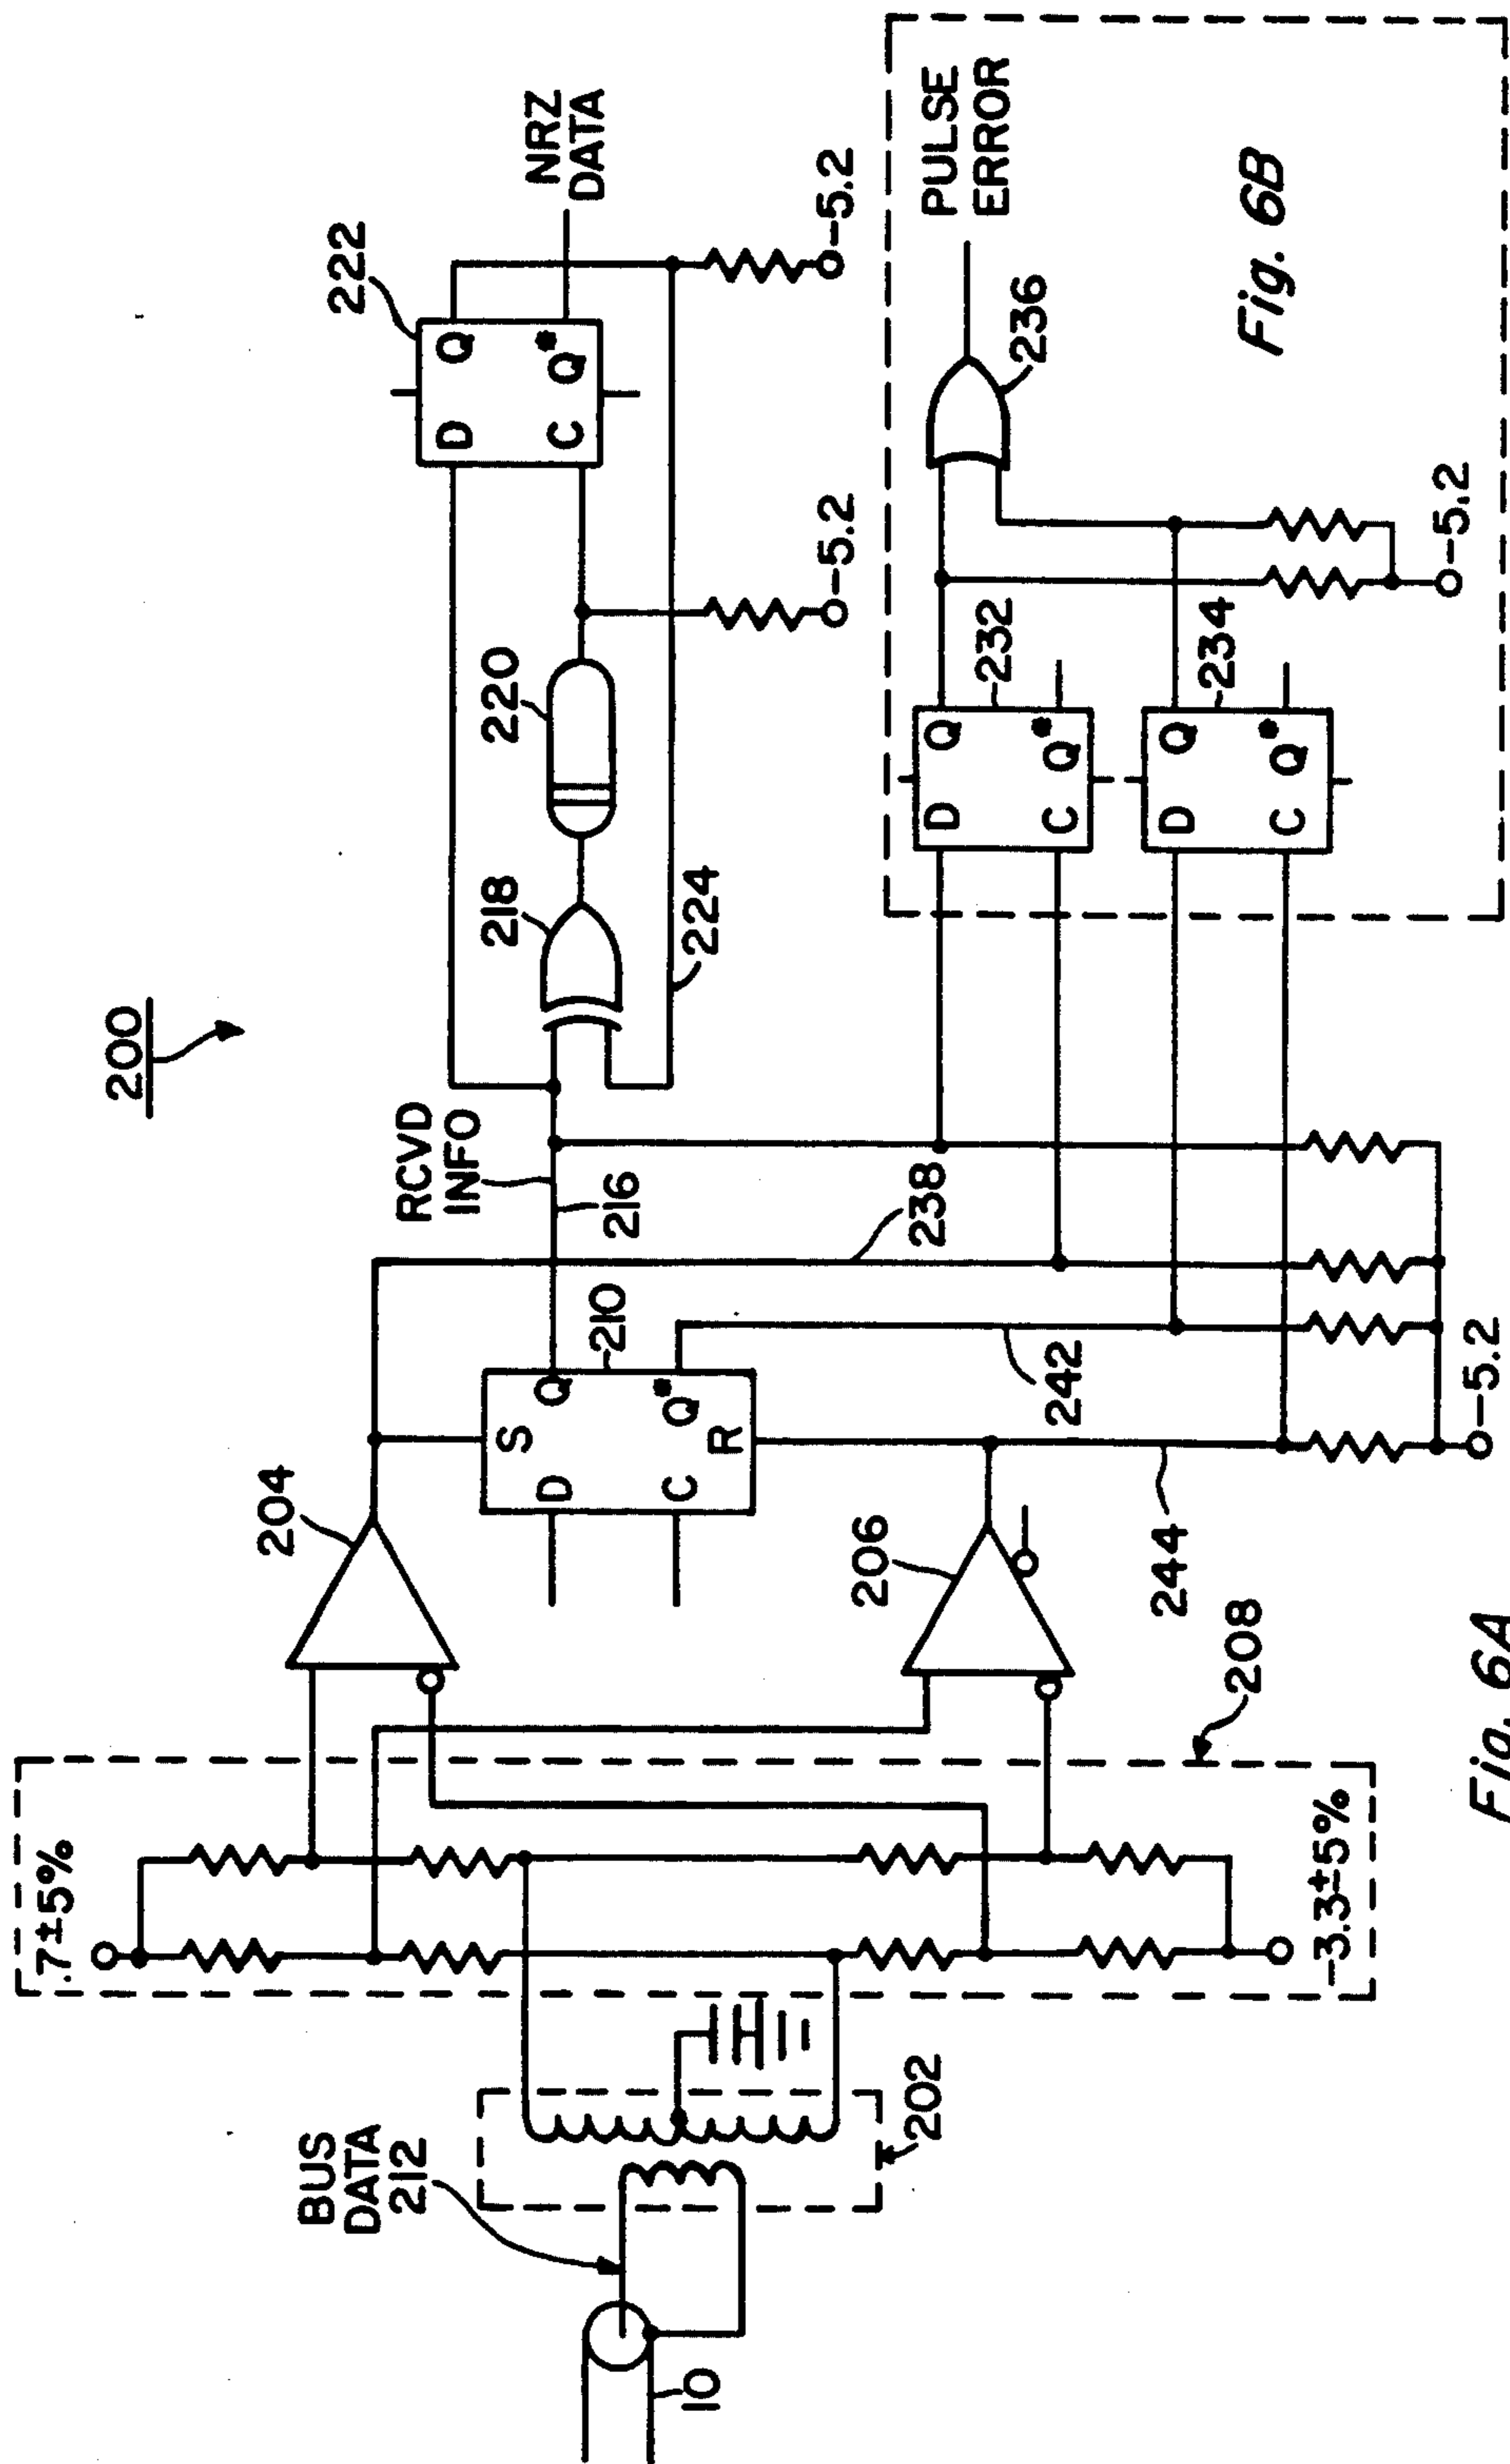 200
BUS
DATA
212
10
202
.7±5%
-3.3±5%
208
204
206
S
D
Q
C
Q*
R
210
RCVD
INFO
216
238
242
244
-5.2
218
220
224
222
D
Q
C
Q*
NRZ
DATA
-5.2
-5.2
D
Q
C
Q*
232
D
Q
C
Q*
234
236
PULSE
ERROR
-5.2
Fig. 6B
Fig. 6A